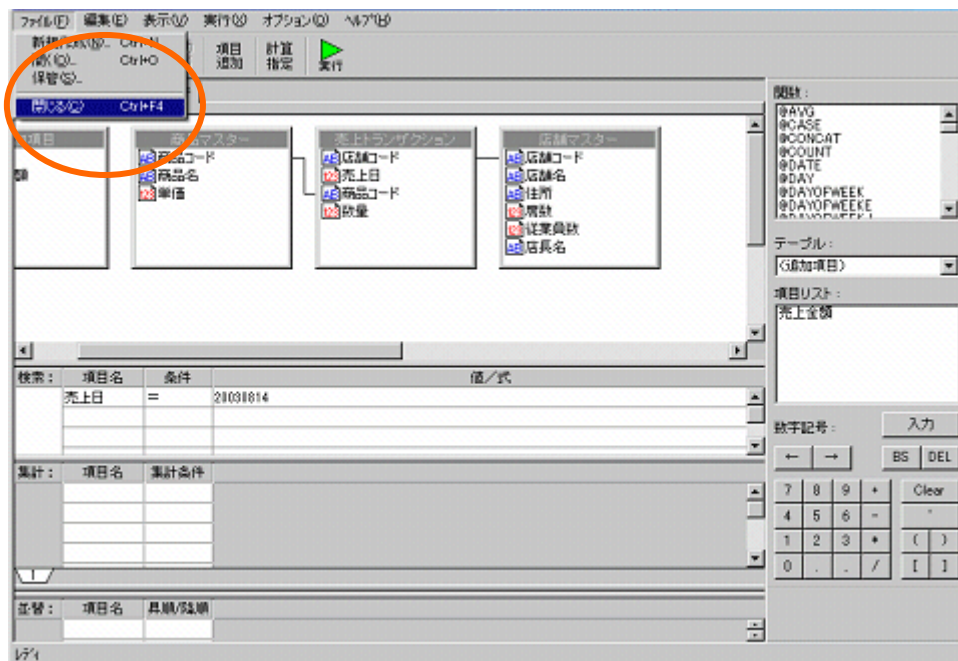 ファイル(F) 編集(E) 表示(V) 実行(X) オプション(O) ヘルプ(H)
新規作成(N)... Ctrl+N
開く(O)... Ctrl+O
保管(S)...
閉じる(C) Ctrl+F4
項目追加
計算指定
実行
関数:
@AVG
@CASE
@CONCAT
@COUNT
@DATE
@DAY
@DAYOFWEEK
@DAYOFWEEKE
テーブル:
(追加項目)
項目リスト:
売上金額
商品マスター
商品コード
商品名
単価
売上トランザクション
店舗コード
売上日
商品コード
数量
店舗マスター
店舗コード
店舗名
住所
席数
従業員数
店長名
検索: 項目名 条件 値/式
売上日 = 20030814
集計: 項目名 集計条件
1
並替: 項目名 昇順/降順
数字記号: 入力
← → BS DEL
7 8 9 + Clear
4 5 6 - '
1 2 3 * ( )
0 . , / [ ]
レディ